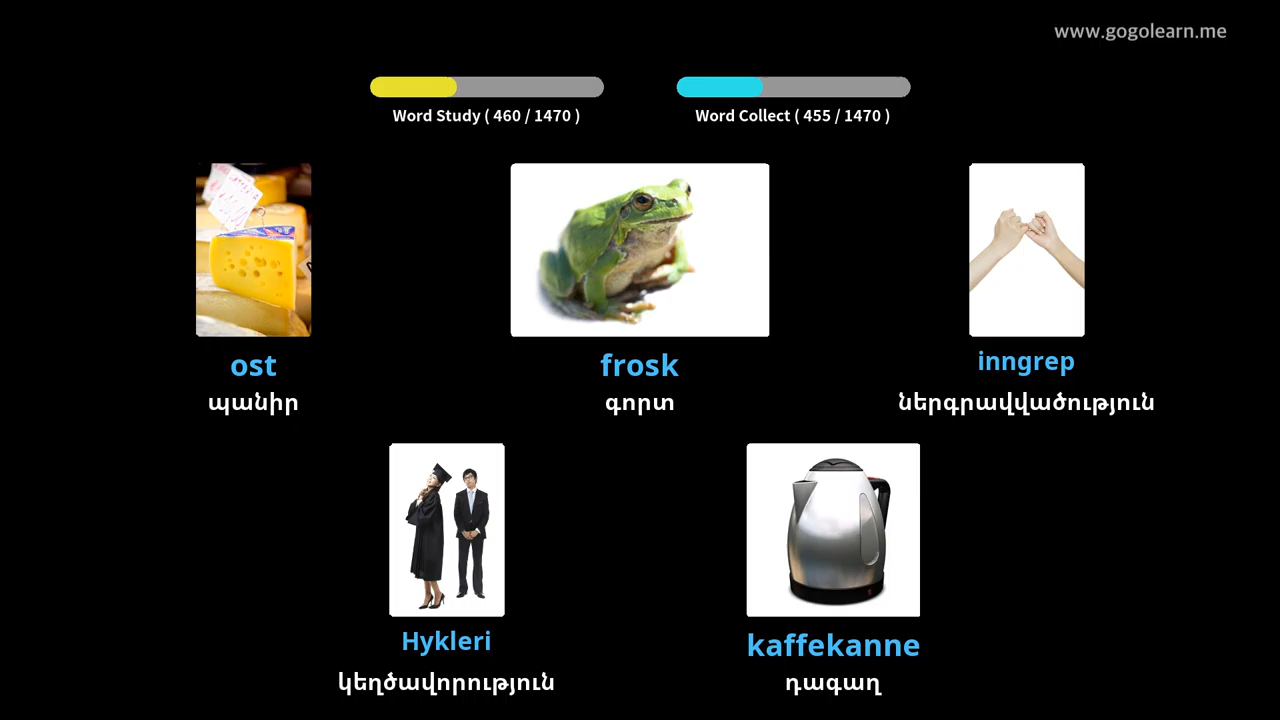 www.gogolearn.me
Word Study ( 460 / 1470 )
Word Collect ( 455 / 1470 )
ost
frosk
inngrep
պանիր
գորտ
ներգրավվածություն
Hykleri
kaffekanne
կեղծավորություն
դագաղ